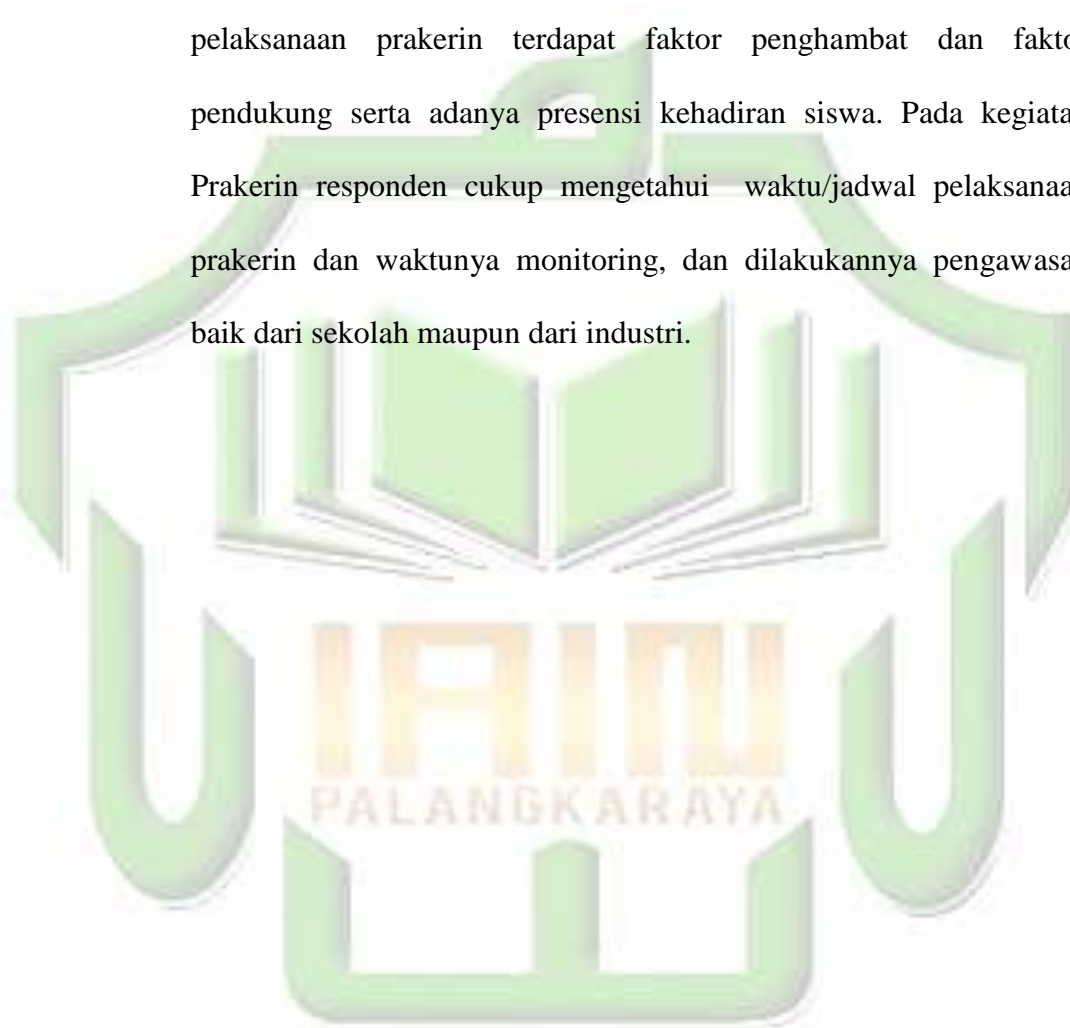 pelaksanaan prakerin terdapat faktor penghambat dan fakto
pendukung serta adanya presensi kehadiran siswa. Pada kegiata
Prakerin responden cukup mengetahui waktu/jadwal pelaksanaa
prakerin dan waktunya monitoring, dan dilakukannya pengawasa
baik dari sekolah maupun dari industri.
IAIN
PALANGKARAYA